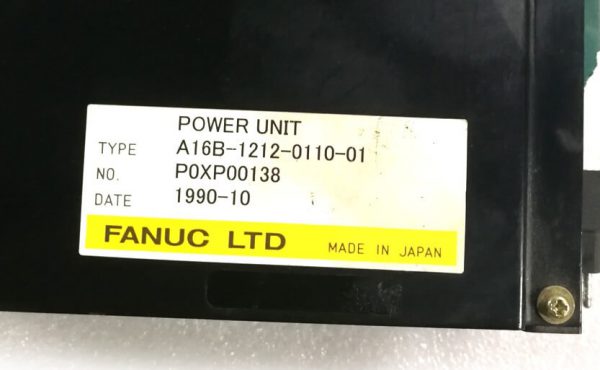 POWER UNIT
TYPE A16B-1212-0110-01
NO. P0XP00138
DATE 1990-10
FANUC LTD MADE IN JAPAN